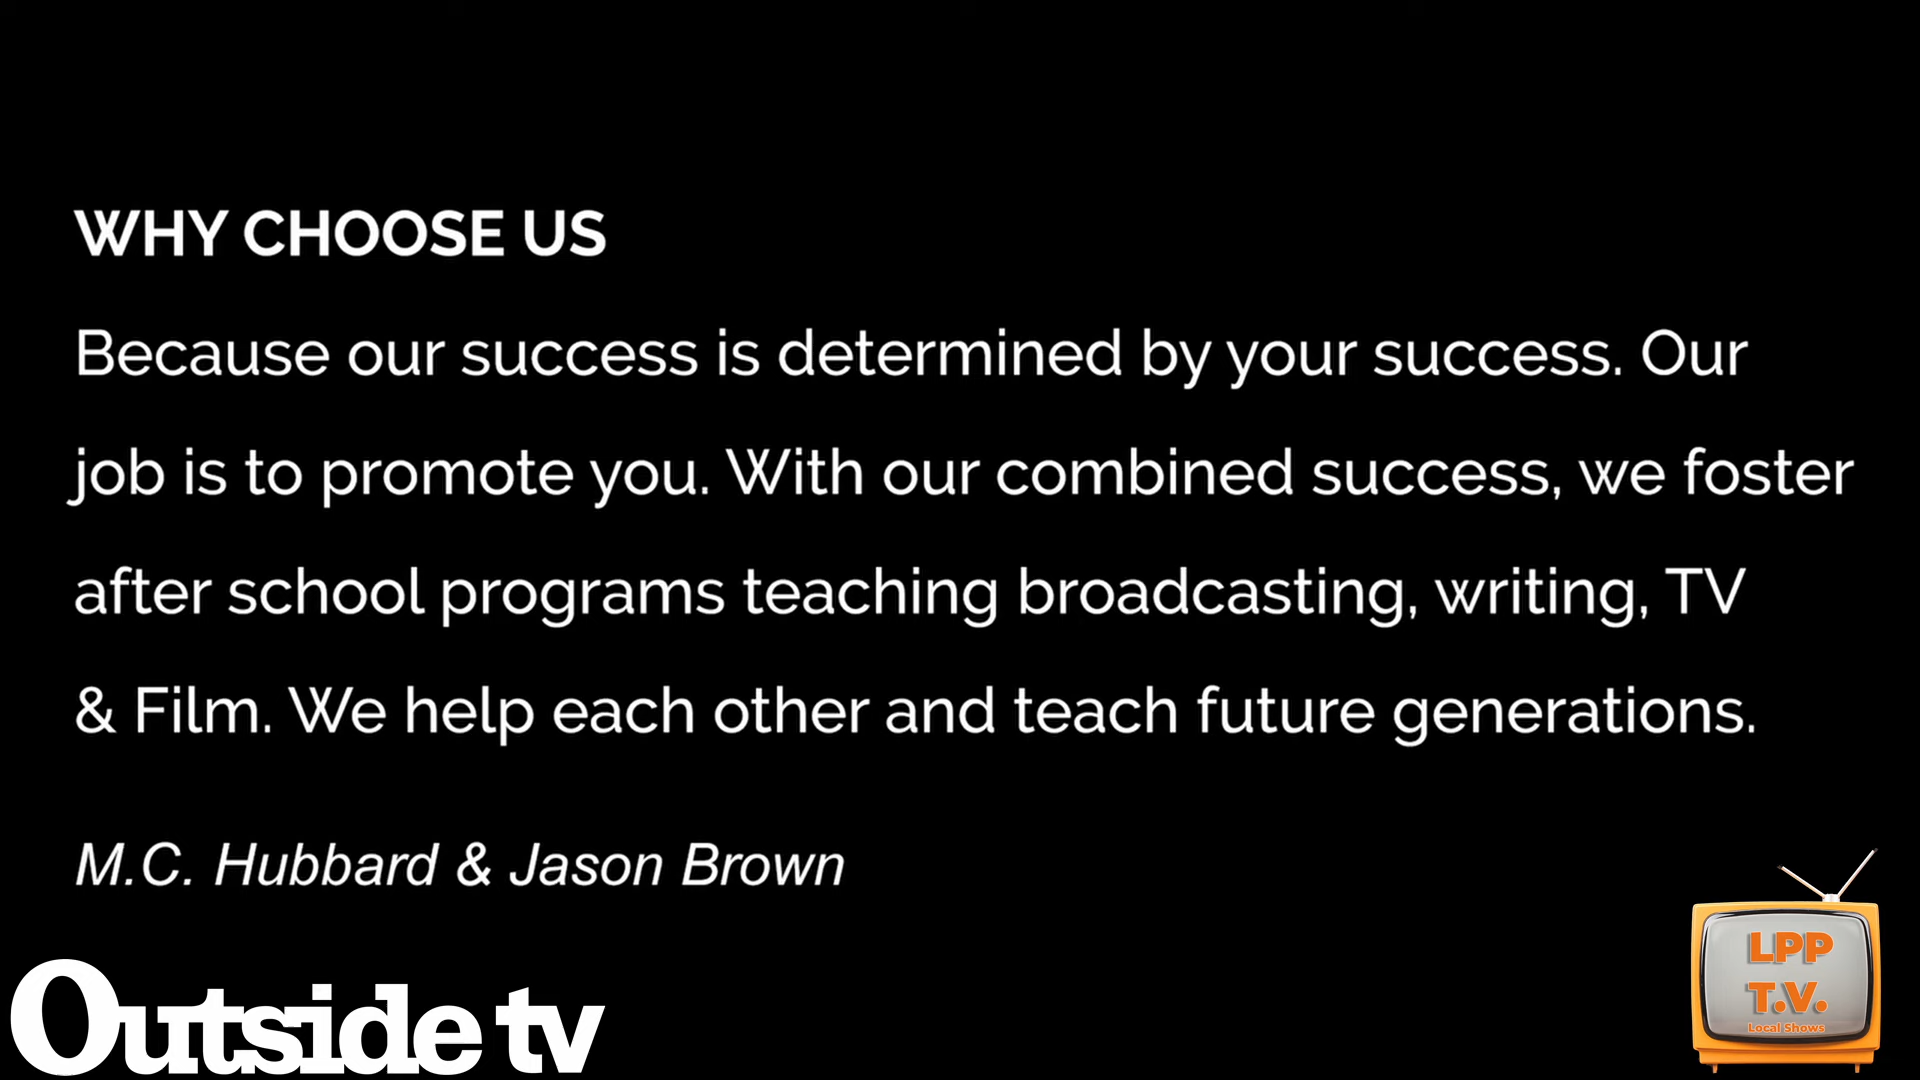 WHY CHOOSE US
Because our success is determined by your success. Our
job is to promote you. With our combined success, we foster
after school programs teaching broadcasting, writing, TV
& Film. We help each other and teach future generations.
M.C. Hubbard & Jason Brown
Outside tv
LPP
T.V.
Local Shows